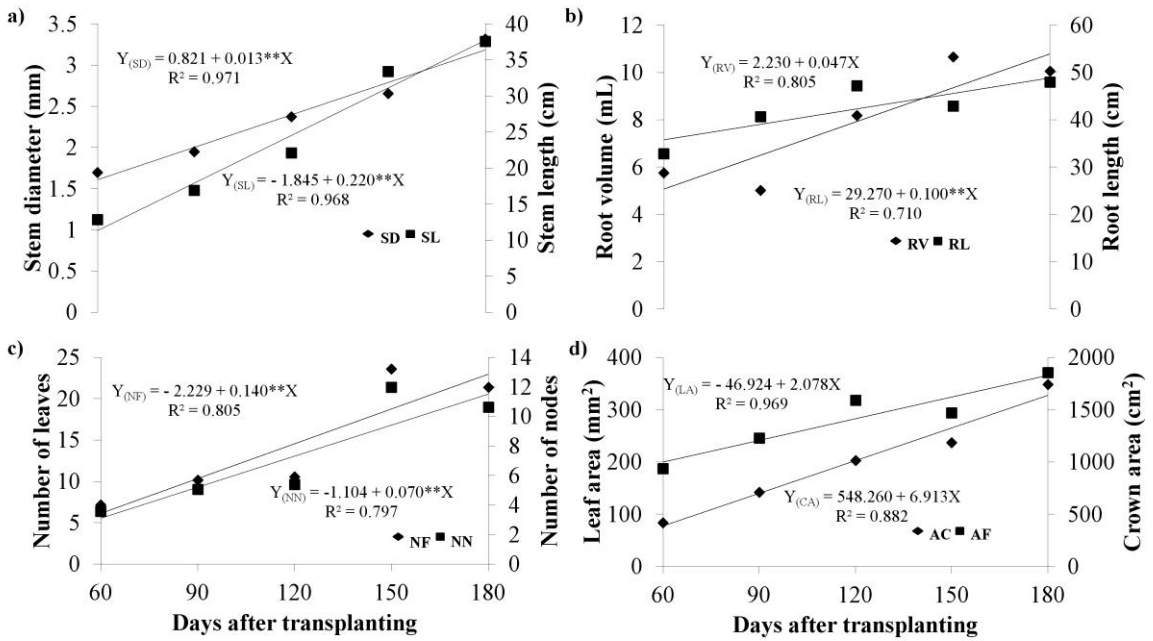 a)
3.5
3
2.5
2
1.5
1
0.5
0
Stem diameter (mm)
Y(SD) = 0.821 + 0.013**X
R² = 0.971
Y(SL) = - 1.845 + 0.220**X
R² = 0.968
SD SL
40
35
30
25
20
15
10
5
0
Stem length (cm)
b)
12
10
8
6
4
2
0
Root volume (mL)
Y(RV) = 2.230 + 0.047X
R² = 0.805
Y(RL) = 29.270 + 0.100**X
R² = 0.710
RV RL
60
50
40
30
20
10
0
Root length (cm)
c)
25
20
15
10
5
0
Number of leaves
Y(NF) = - 2.229 + 0.140**X
R² = 0.805
Y(NN) = -1.104 + 0.070**X
R² = 0.797
NF NN
14
12
10
8
6
4
2
0
Number of nodes
60 90 120 150 180
Days after transplanting
d)
400
300
200
100
0
Leaf area (mm²)
Y(LA) = - 46.924 + 2.078X
R² = 0.969
Y(CA) = 548.260 + 6.913X
R² = 0.882
AC AF
2000
1500
1000
500
0
Crown area (cm²)
60 90 120 150 180
Days after transplanting